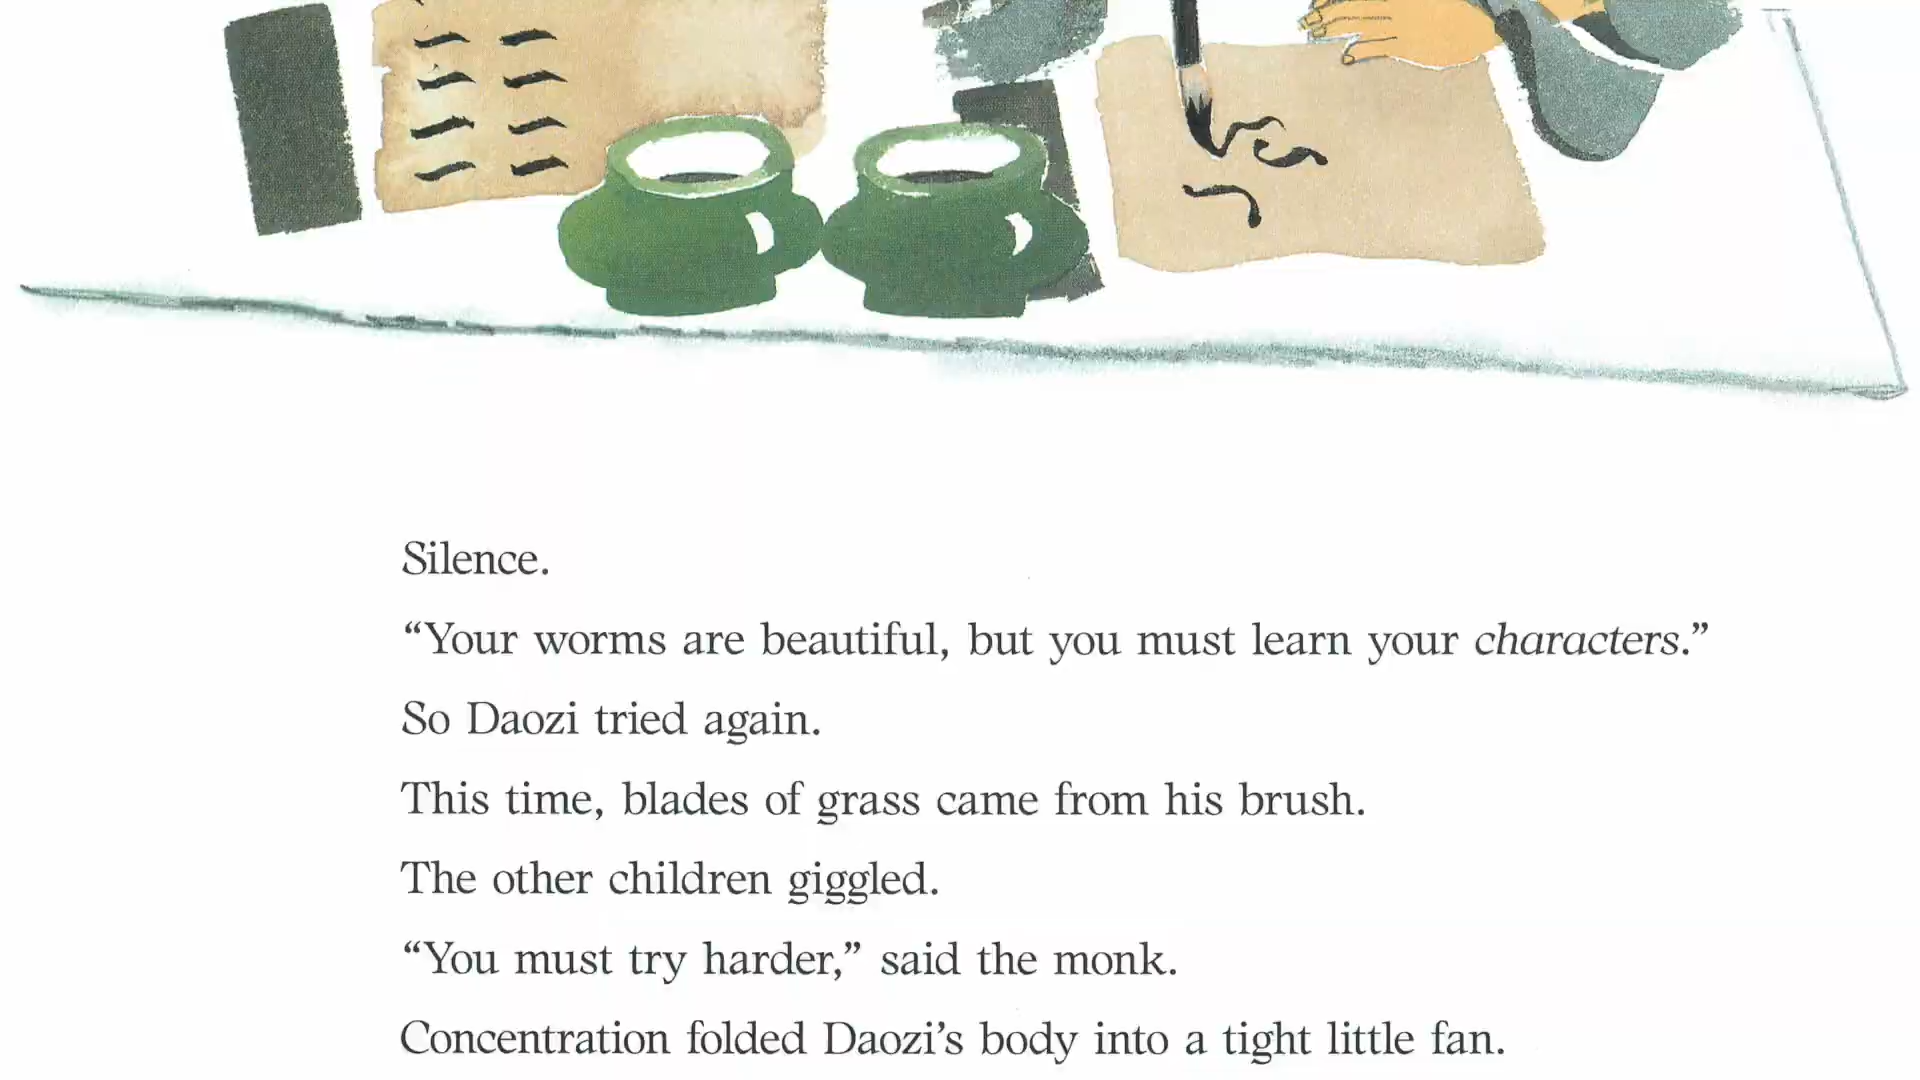 Silence.
“Your worms are beautiful, but you must learn your characters.”
So Daozi tried again.
This time, blades of grass came from his brush.
The other children giggled.
“You must try harder,” said the monk.
Concentration folded Daozi’s body into a tight little fan.